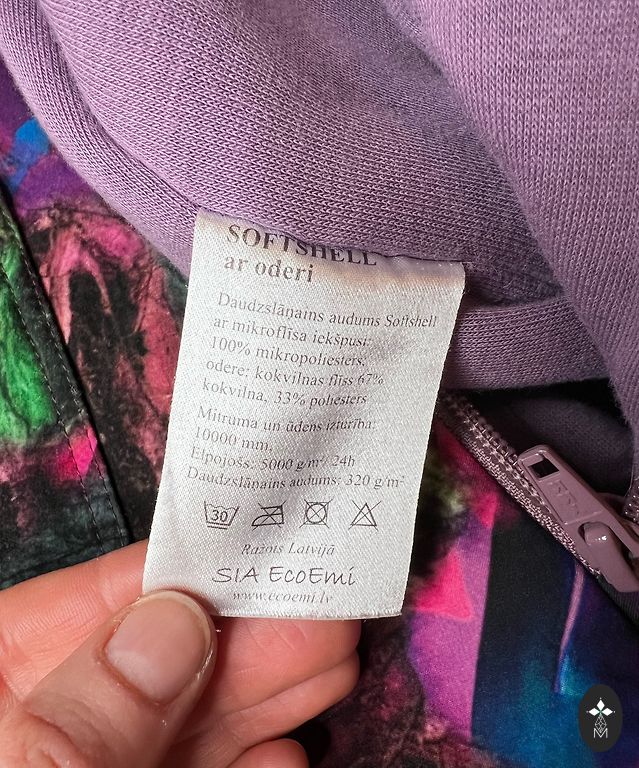 SOFTSHELL
ar oderi
Daudzslāņains audums Softshell
ar mikroflīsa iekšpusi:
100% mikropoliesters,
odere: kokvilnas flīss 67%
kokvilna, 33% poliesters
Mitruma un ūdens izturība:
10000 mm.
Elpojošs: 5000 g/m²/24h
Daudzslāņains audums: 320 g/m²
30
Ražots Latvijā
SIA EcoEmi
www.ecoemi.lv
YKK
M